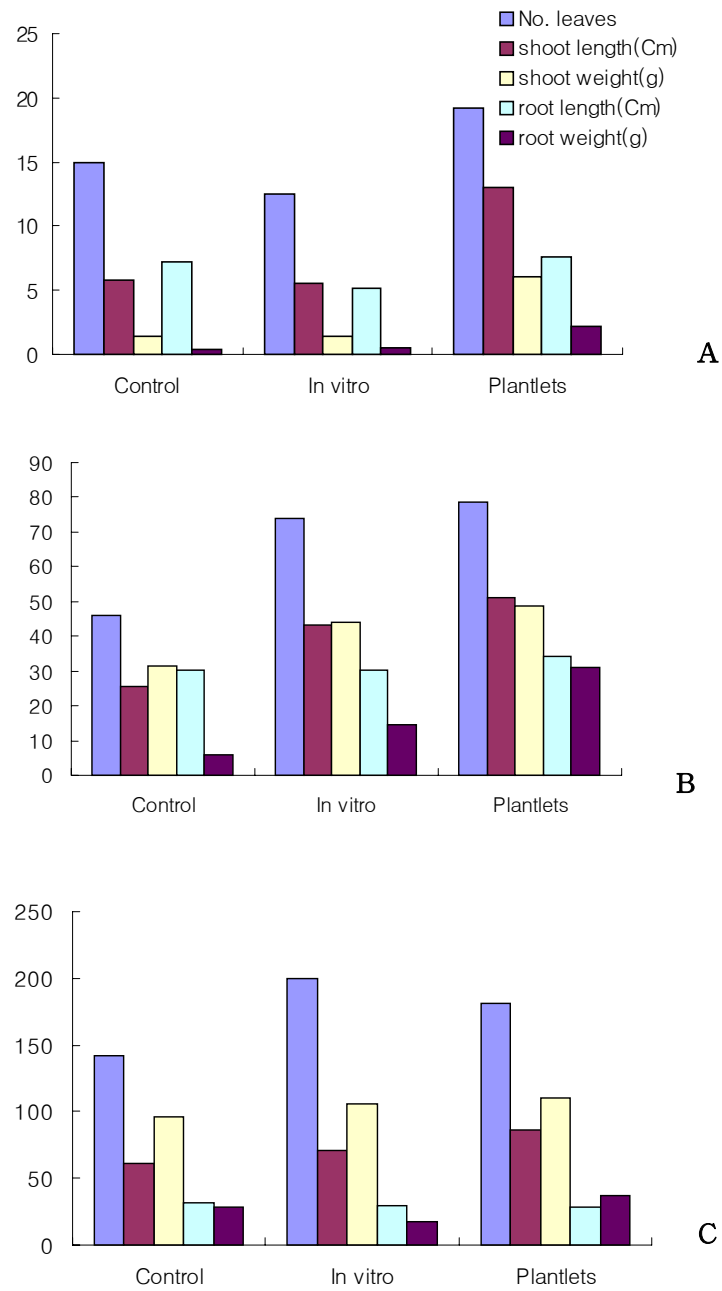 No. leaves
shoot length(Cm)
shoot weight(g)
root length(Cm)
root weight(g)
25
20
15
10
5
0
Control In vitro Plantlets
A
90
80
70
60
50
40
30
20
10
0
Control In vitro Plantlets
B
250
200
150
100
50
0
Control In vitro Plantlets
C